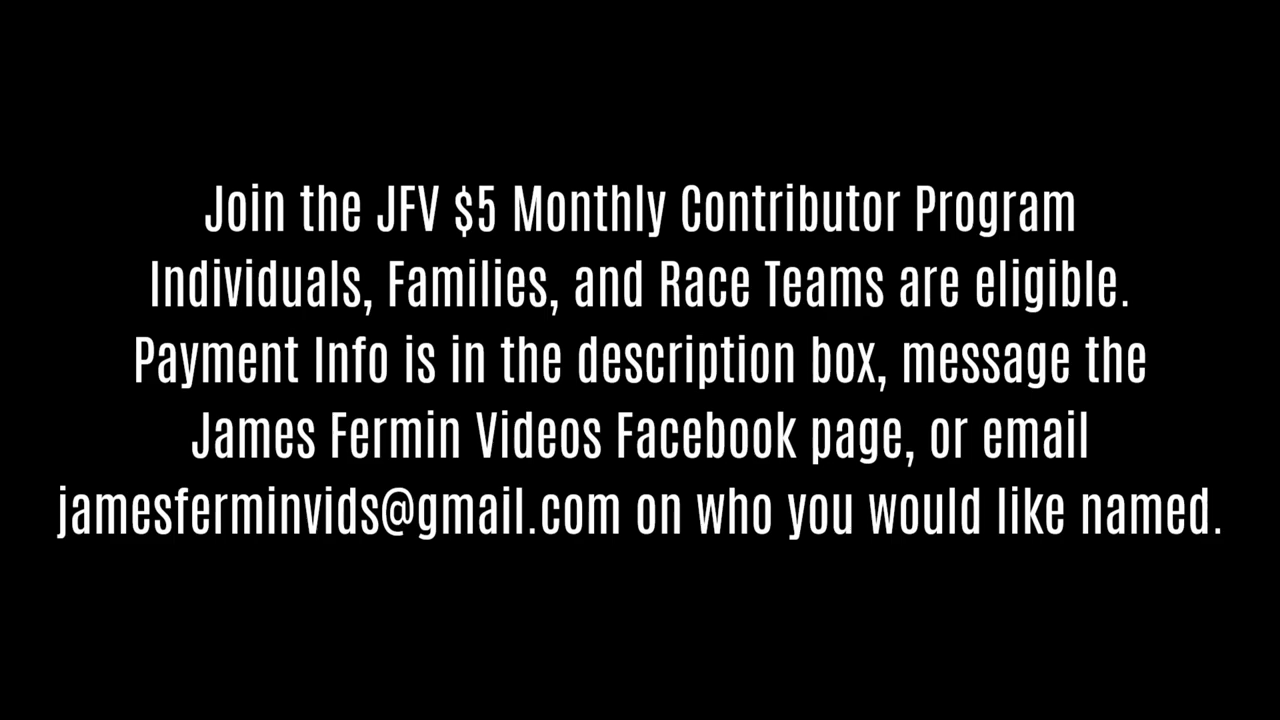 Join the JFV $5 Monthly Contributor Program
Individuals, Families, and Race Teams are eligible.
Payment Info is in the description box, message the
James Fermin Videos Facebook page, or email
jamesferminvids@gmail.com on who you would like named.